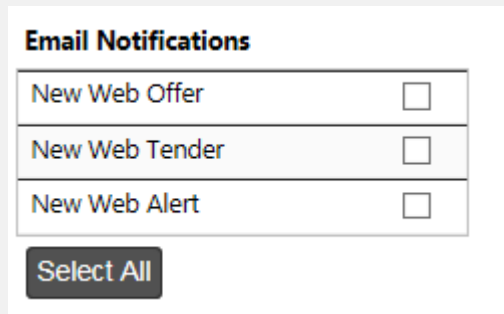 Email Notifications
New Web Offer
New Web Tender
New Web Alert
Select All